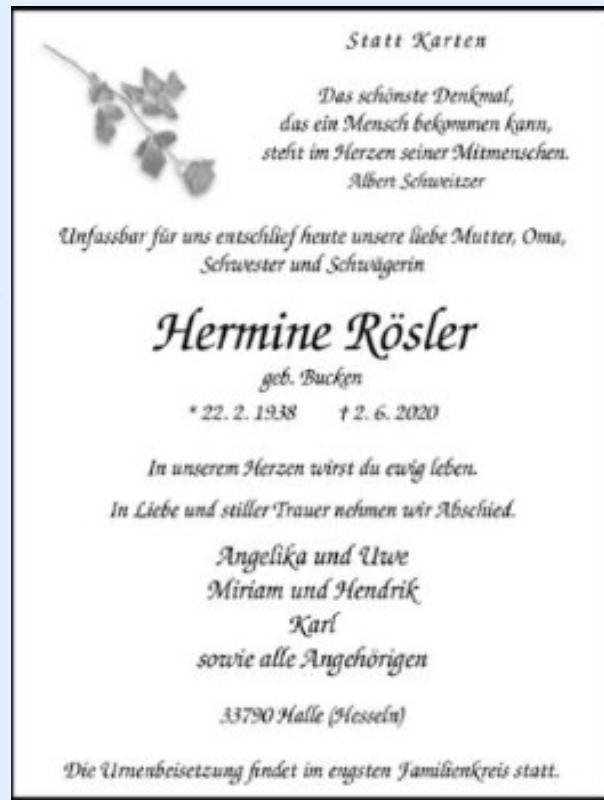 Statt Karten
Das schönste Denkmal,
das ein Mensch bekommen kann,
steht im Herzen seiner Mitmenschen.
Albert Schweitzer
Unfassbar für uns entschlief heute unsere liebe Mutter, Oma,
Schwester und Schwägerin
Hermine Rösler
geb. Bucken
* 22. 2. 1938 † 2. 6. 2020
In unserem Herzen wirst du ewig leben.
In Liebe und stiller Trauer nehmen wir Abschied.
Angelika und Uwe
Miriam und Hendrik
Karl
sowie alle Angehörigen
33790 Halle (Hesseln)
Die Urnenbeisetzung findet im engsten Familienkreis statt.